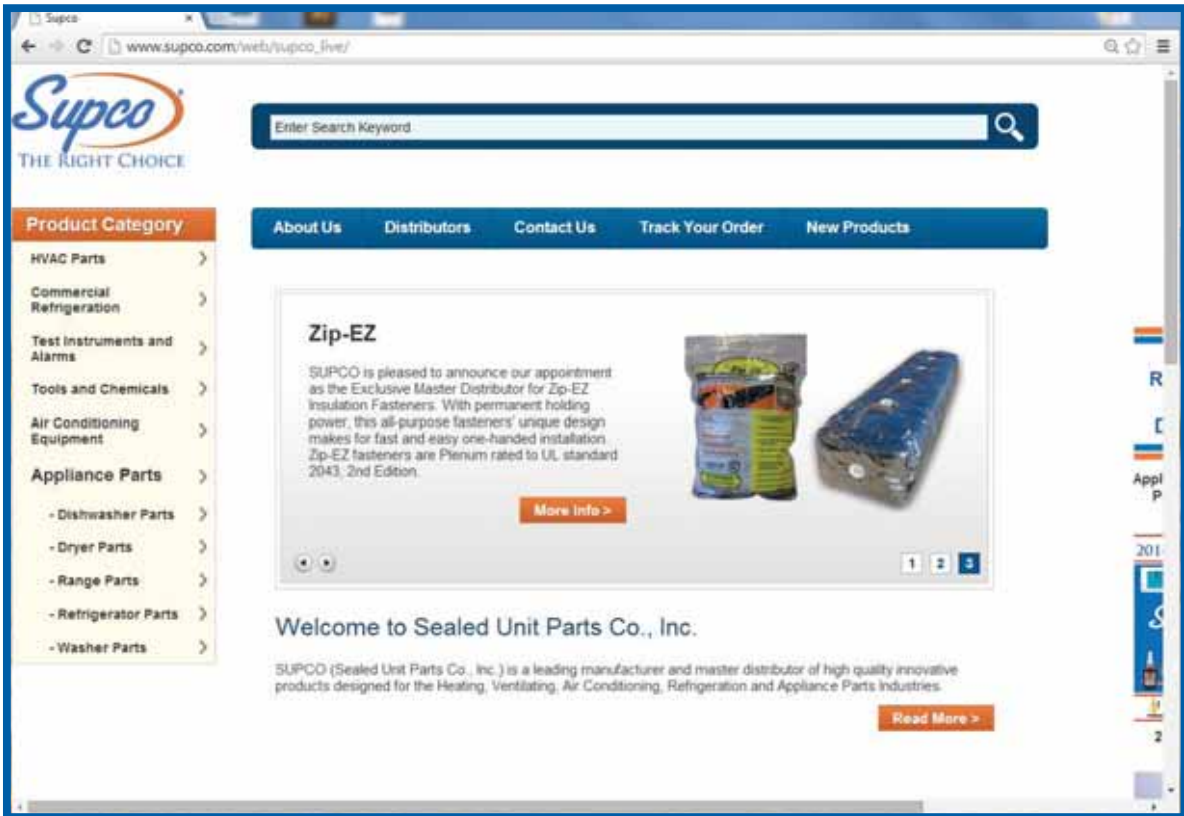 Supco
www.supco.com/web/supco_live/
Supco
THE RIGHT CHOICE
Enter Search Keyword
Product Category
HVAC Parts
Commercial
Refrigeration
Test Instruments and
Alarms
Tools and Chemicals
Air Conditioning
Equipment
Appliance Parts
- Dishwasher Parts
- Dryer Parts
- Range Parts
- Refrigerator Parts
- Washer Parts
About Us Distributors Contact Us Track Your Order New Products
Zip-EZ
SUPCO is pleased to announce our appointment
as the Exclusive Master Distributor for Zip-EZ
Insulation Fasteners. With permanent holding
power, this all-purpose fasteners' unique design
makes for fast and easy one-handed installation.
Zip-EZ fasteners are Plenum rated to UL standard
2043, 2nd Edition.
More Info >
1 2 3
Welcome to Sealed Unit Parts Co., Inc.
SUPCO (Sealed Unit Parts Co., Inc.) is a leading manufacturer and master distributor of high quality innovative
products designed for the Heating, Ventilating, Air Conditioning, Refrigeration and Appliance Parts Industries.
Read More >
R
Appl
P
201
S
2